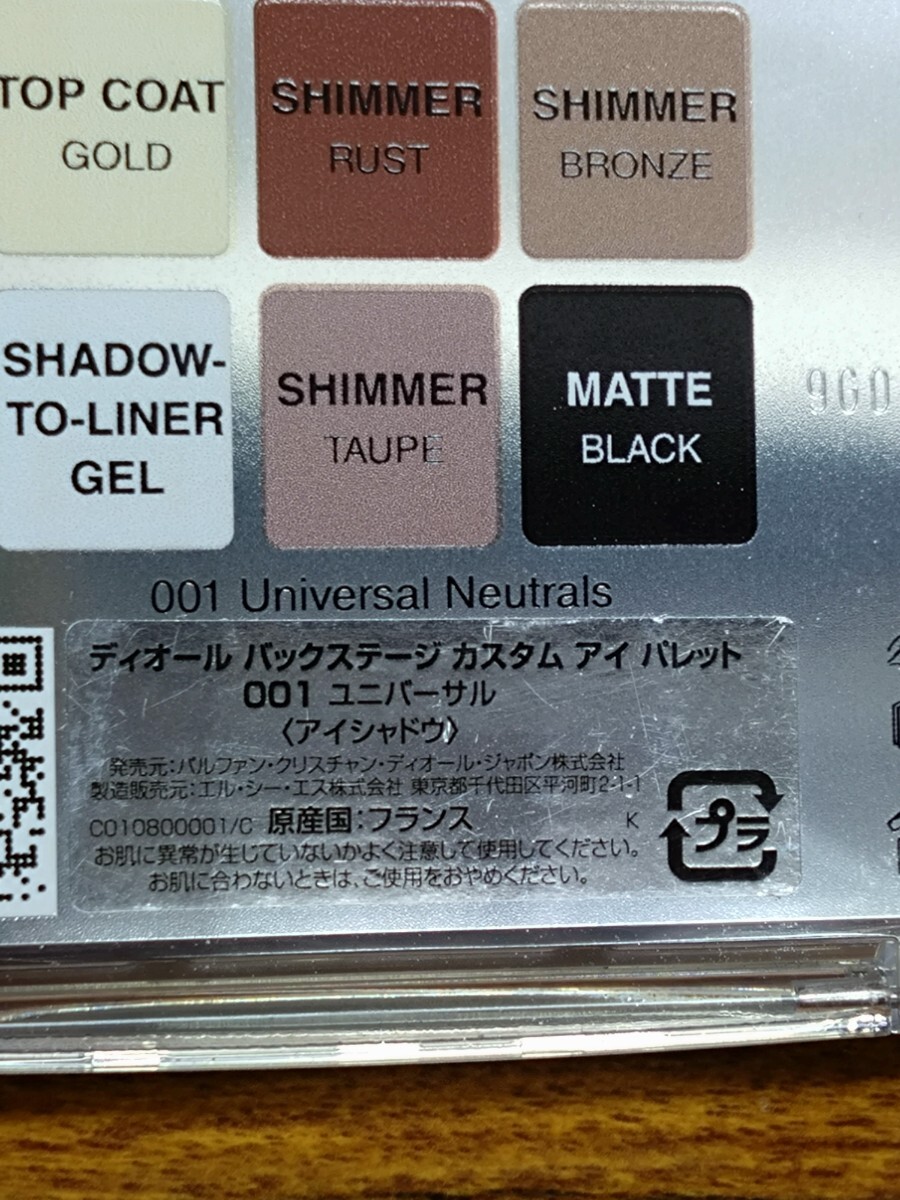 TOP COAT
GOLD
SHIMMER
RUST
SHIMMER
BRONZE
SHADOW-
TO-LINER
GEL
SHIMMER
TAUPE
MATTE
BLACK
9G0
001 Universal Neutrals
ディオール バックステージ カスタム アイ パレット
001 ユニバーサル
〈アイシャドウ〉
発売元:パルファン・クリスチャン・ディオール・ジャポン株式会社
製造販売元:エル・シー・エス株式会社 東京都千代田区平河町2-1-1
C010800001/C 原産国:フランス K
お肌に異常が生じていないかよく注意して使用してください。
お肌に合わないときは、ご使用をおやめください。
プラ